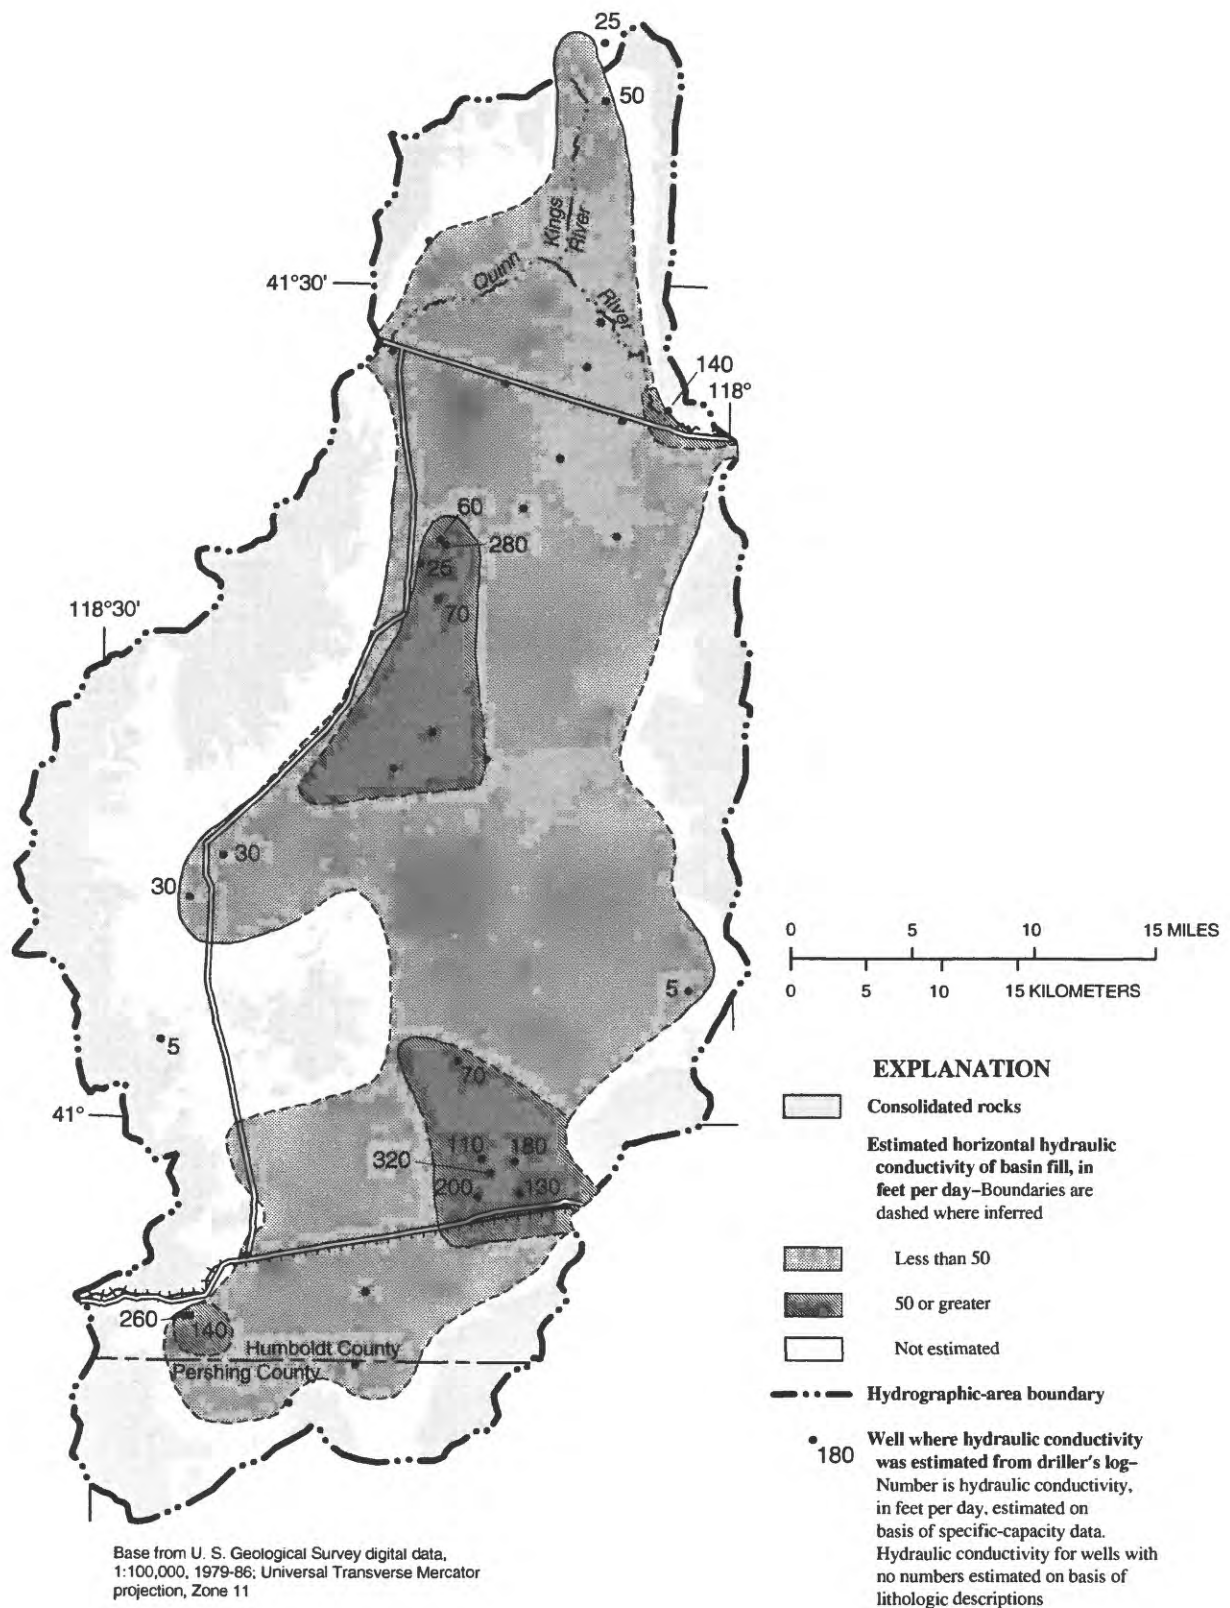 25
50
Kings
River
Quinn
River
41°30'
140
118°
60
280
25
70
118°30'
30
30
5
5
41°
70
110
180
320
200
130
260
140
Humboldt County
Pershing County
0 5 10 15 MILES
0 5 10 15 KILOMETERS
EXPLANATION
Consolidated rocks
Estimated horizontal hydraulic
conductivity of basin fill, in
feet per day–Boundaries are
dashed where inferred
Less than 50
50 or greater
Not estimated
Hydrographic-area boundary
180
Well where hydraulic conductivity
was estimated from driller's log–
Number is hydraulic conductivity,
in feet per day, estimated on
basis of specific-capacity data.
Hydraulic conductivity for wells with
no numbers estimated on basis of
lithologic descriptions
Base from U. S. Geological Survey digital data,
1:100,000, 1979-86; Universal Transverse Mercator
projection, Zone 11